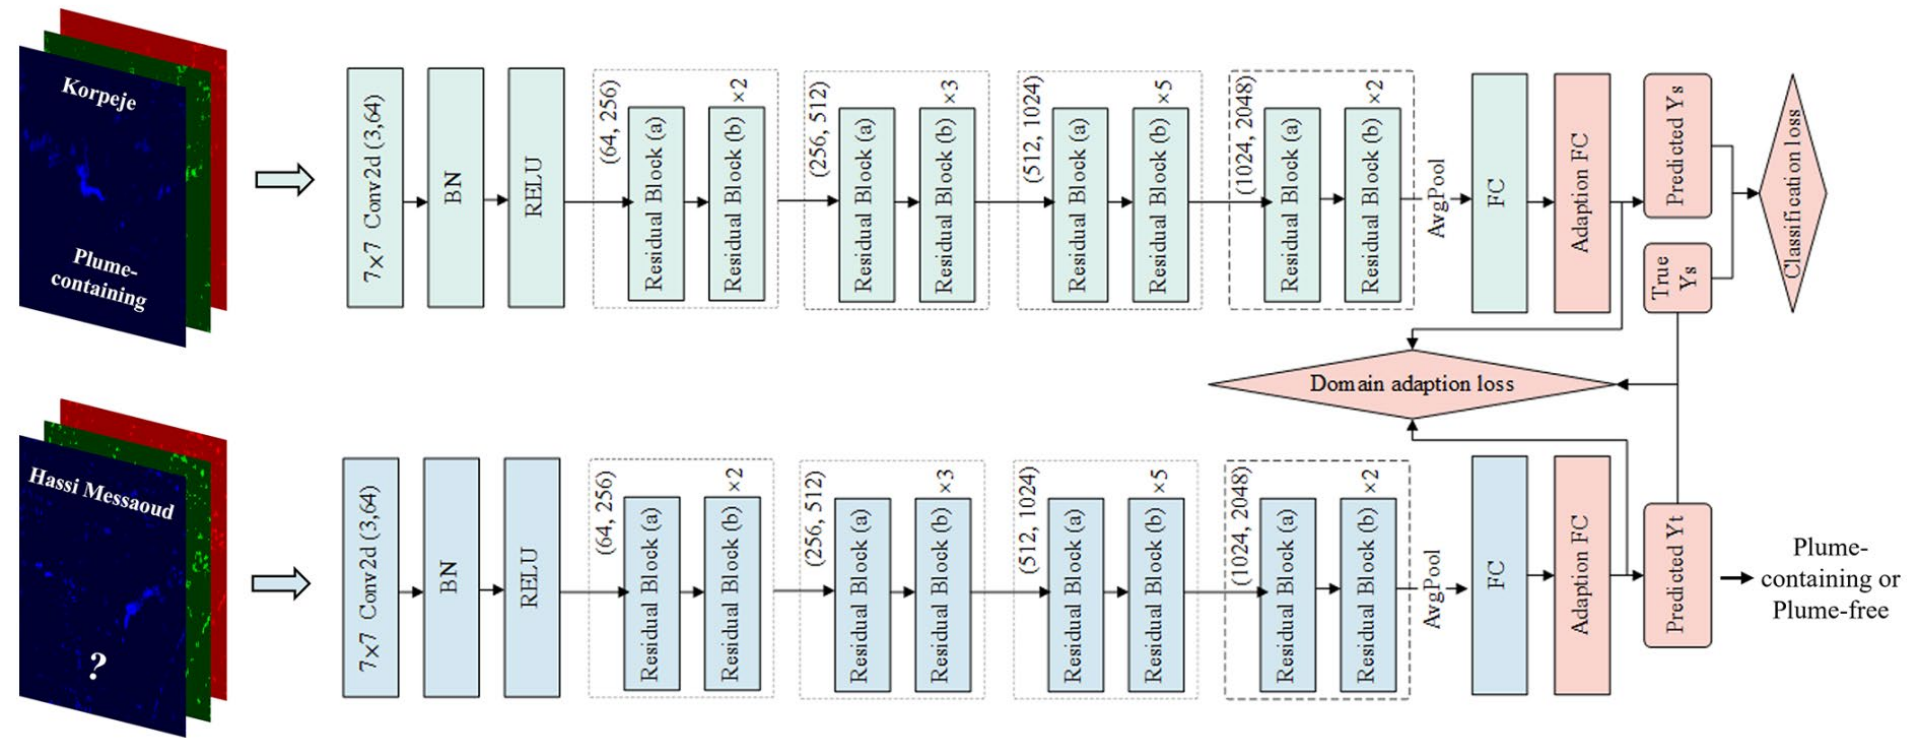 Korpeje
Plume-
containing
7×7 Conv2d (3,64)
BN
RELU
(64, 256)
Residual Block (a)
Residual Block (b)
×2
(256, 512)
Residual Block (a)
Residual Block (b)
×3
(512, 1024)
Residual Block (a)
Residual Block (b)
×5
(1024, 2048)
Residual Block (a)
Residual Block (b)
×2
AvgPool
FC
Adaption FC
Predicted Ys
True
Ys
Classification loss
Domain adaption loss
Hassi Messaoud
?
7×7 Conv2d (3,64)
BN
RELU
(64, 256)
Residual Block (a)
Residual Block (b)
×2
(256, 512)
Residual Block (a)
Residual Block (b)
×3
(512, 1024)
Residual Block (a)
Residual Block (b)
×5
(1024, 2048)
Residual Block (a)
Residual Block (b)
×2
AvgPool
FC
Adaption FC
Predicted Yt
Plume-
containing or
Plume-free